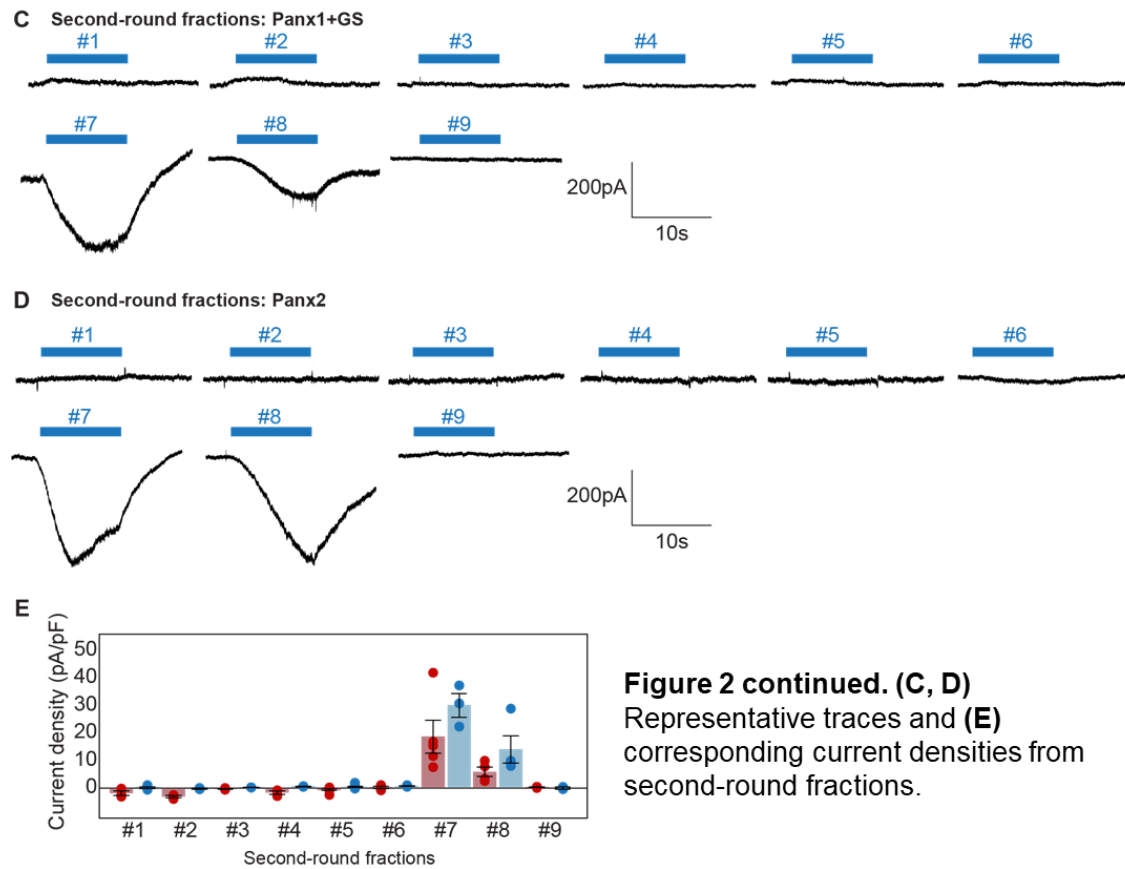 C Second-round fractions: Panx1+GS
#1 #2 #3 #4 #5 #6
#7 #8 #9
200pA
10s
D Second-round fractions: Panx2
#1 #2 #3 #4 #5 #6
#7 #8 #9
200pA
10s
E
Current density (pA/pF)
50
40
30
20
10
0
#1 #2 #3 #4 #5 #6 #7 #8 #9
Second-round fractions
Figure 2 continued. (C, D)
Representative traces and (E)
corresponding current densities from
second-round fractions.